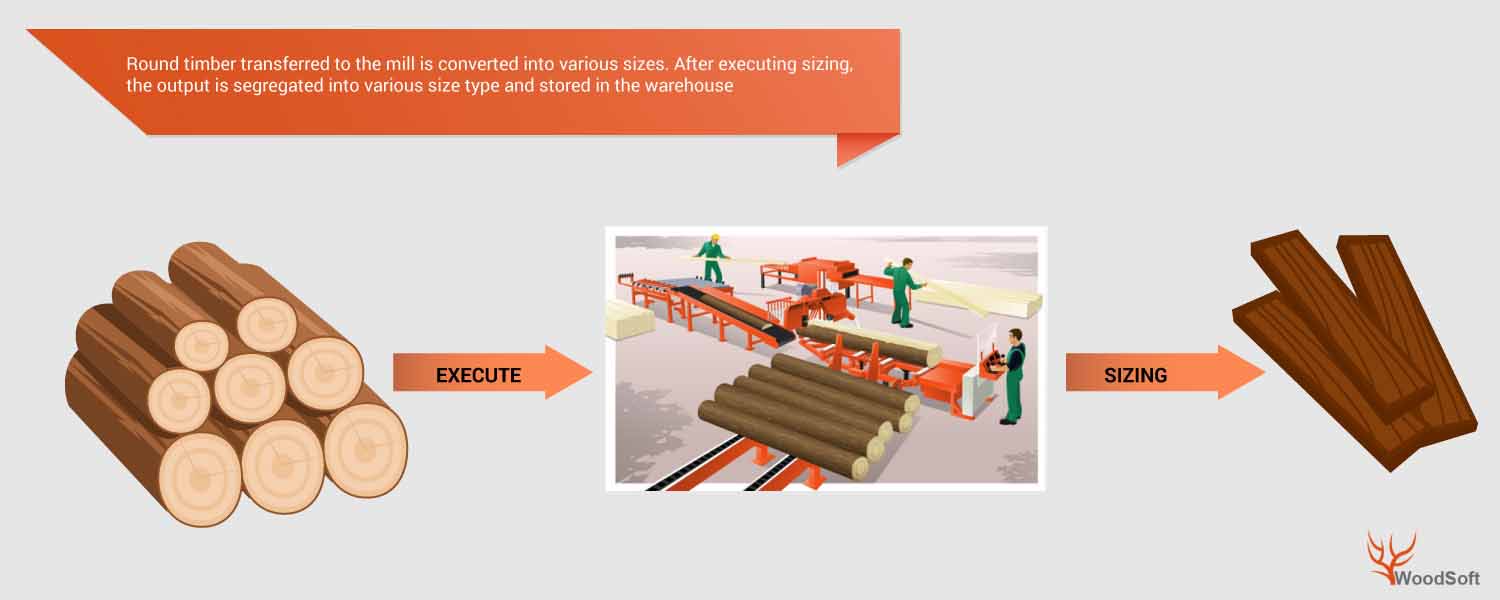 Round timber transferred to the mill is converted into various sizes. After executing sizing,
the output is segregated into various size type and stored in the warehouse
EXECUTE
SIZING
WoodSoft